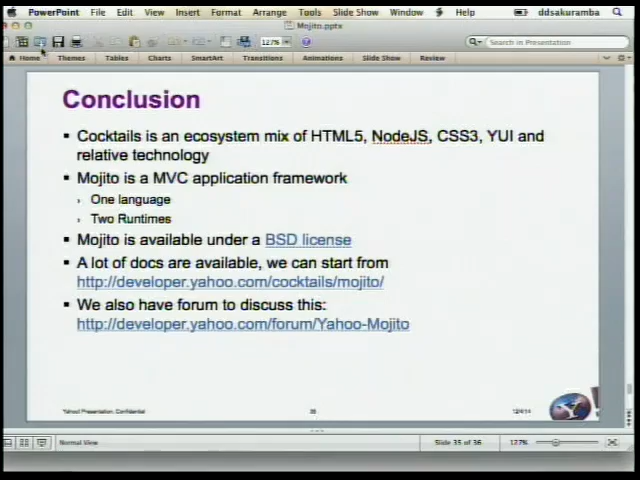 PowerPoint File Edit View Insert Format Arrange Tools Slide Show Window Help ddsakuramba
Mojito.pptx
127% Search in Presentation
Home Themes Tables Charts SmartArt Transitions Animations Slide Show Review
Conclusion
Cocktails is an ecosystem mix of HTML5, NodeJS, CSS3, YUI and
relative technology
Mojito is a MVC application framework
One language
Two Runtimes
Mojito is available under a BSD license
A lot of docs are available, we can start from
http://developer.yahoo.com/cocktails/mojito/
We also have forum to discuss this:
http://developer.yahoo.com/forum/Yahoo-Mojito
Yahoo! Presentation, Confidential 35 12/4/14
Normal View Slide 35 of 36 127%